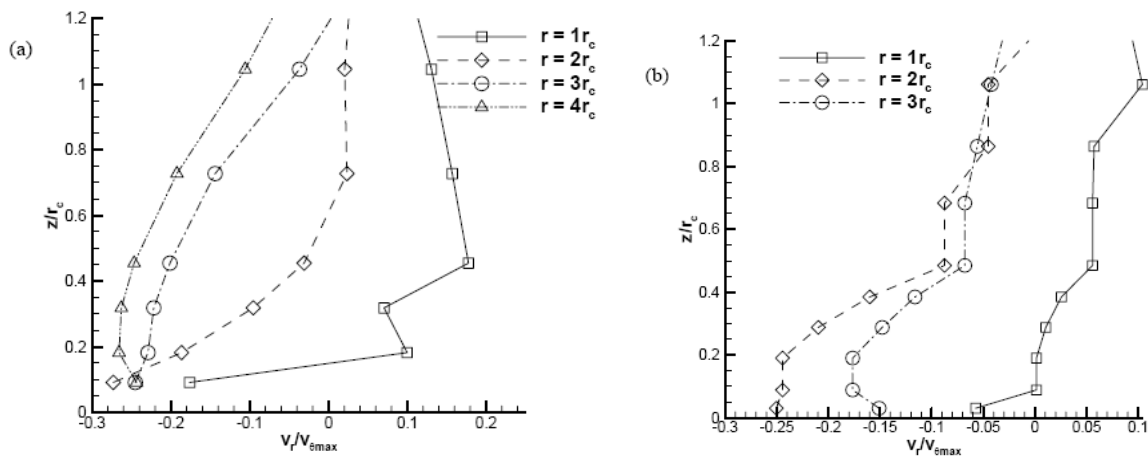 (a)
1.2
1
0.8
0.6
0.4
0.2
0
z/r_c
-0.3
-0.2
-0.1
0
0.1
0.2
v_r/v_θmax
r = 1r_c
r = 2r_c
r = 3r_c
r = 4r_c
(b)
1.2
1
0.8
0.6
0.4
0.2
0
z/r_c
-0.3
-0.25
-0.2
-0.15
-0.1
-0.05
0
0.05
0.1
v_r/v_θmax
r = 1r_c
r = 2r_c
r = 3r_c